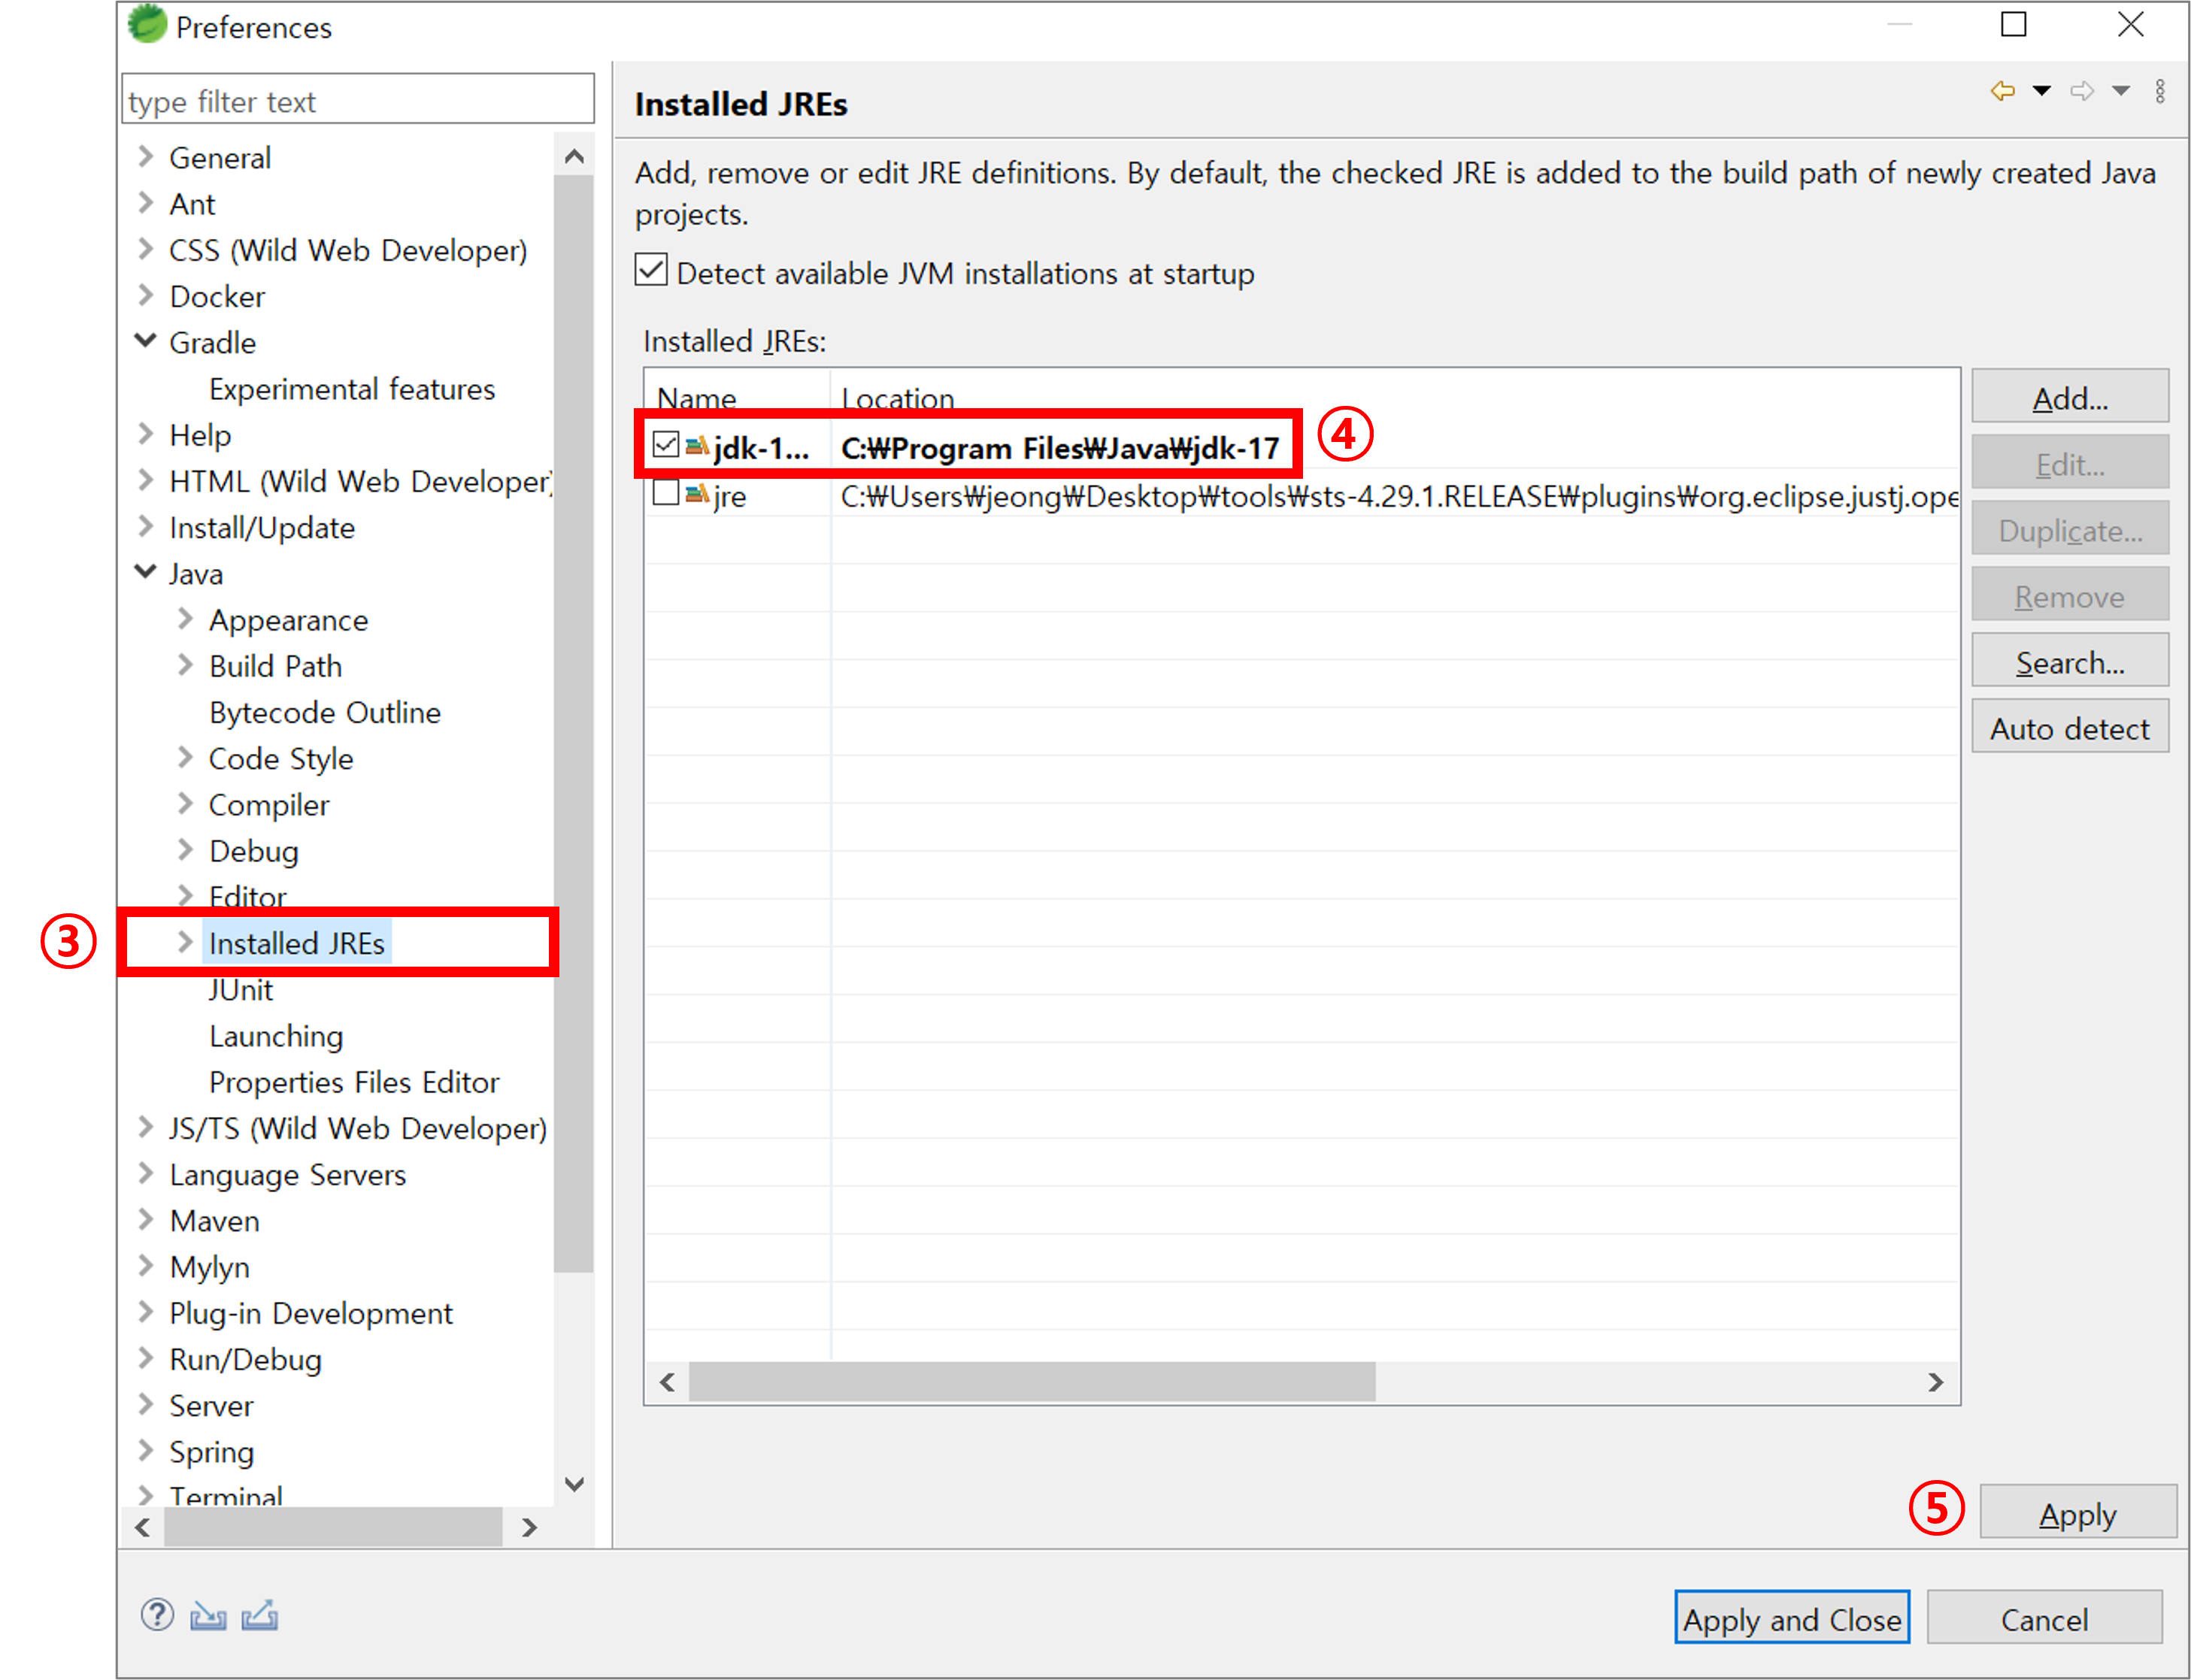 Preferences
type filter text
General
Ant
CSS (Wild Web Developer)
Docker
Gradle
Experimental features
Help
HTML (Wild Web Developer)
Install/Update
Java
Appearance
Build Path
Bytecode Outline
Code Style
Compiler
Debug
Editor
③
Installed JREs
JUnit
Launching
Properties Files Editor
JS/TS (Wild Web Developer)
Language Servers
Maven
Mylyn
Plug-in Development
Run/Debug
Server
Spring
Terminal
Installed JREs
Add, remove or edit JRE definitions. By default, the checked JRE is added to the build path of newly created Java
projects.
Detect available JVM installations at startup
Installed JREs:
Name Location
jdk-1... C:₩Program Files₩Java₩jdk-17 ④
jre C:₩Users₩jeong₩Desktop₩tools₩sts-4.29.1.RELEASE₩plugins₩org.eclipse.justj.ope
Add...
Edit...
Duplicate...
Remove
Search...
Auto detect
⑤ Apply
Apply and Close Cancel